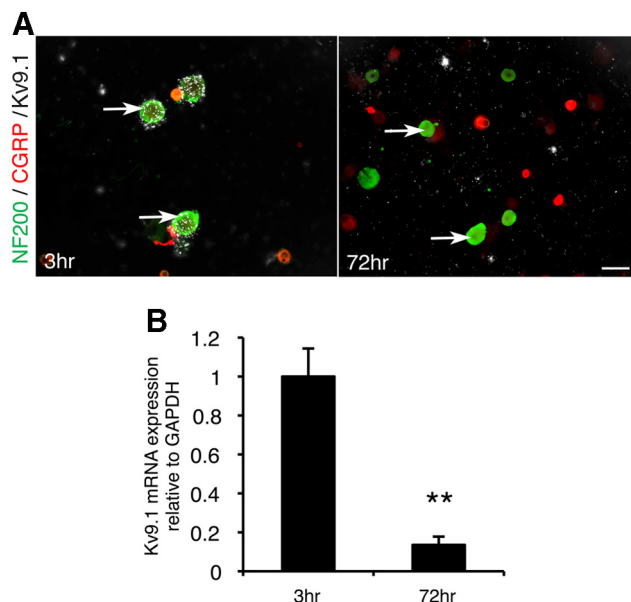 A
NF200 / CGRP / Kv9.1
3hr
72hr
B
Kv9.1 mRNA expression
relative to GAPDH
1.2
1
0.8
0.6
0.4
0.2
0
**
3hr
72hr